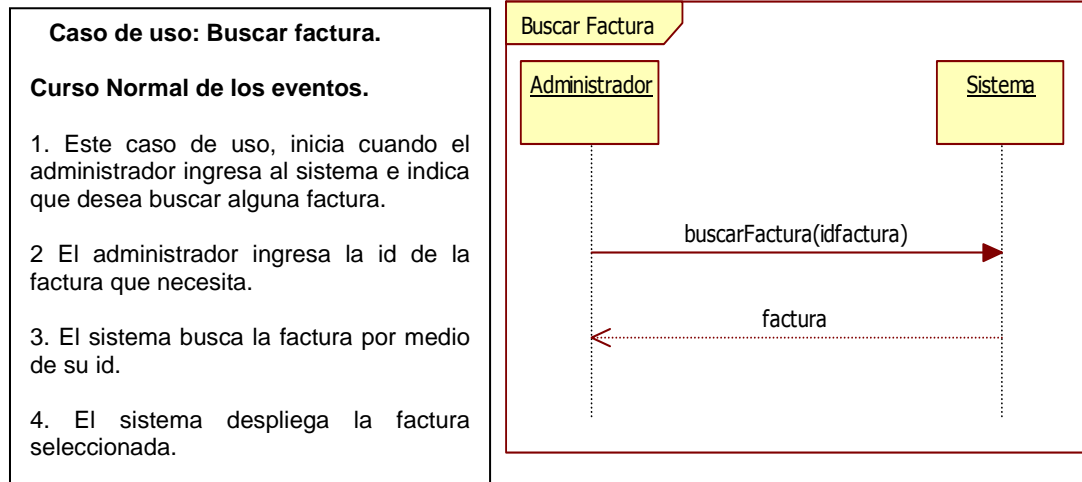 Caso de uso: Buscar factura.
Curso Normal de los eventos.
1. Este caso de uso, inicia cuando el
administrador ingresa al sistema e indica
que desea buscar alguna factura.
2 El administrador ingresa la id de la
factura que necesita.
3. El sistema busca la factura por medio
de su id.
4. El sistema despliega la factura
seleccionada.
Buscar Factura
Administrador
Sistema
buscarFactura(idfactura)
factura